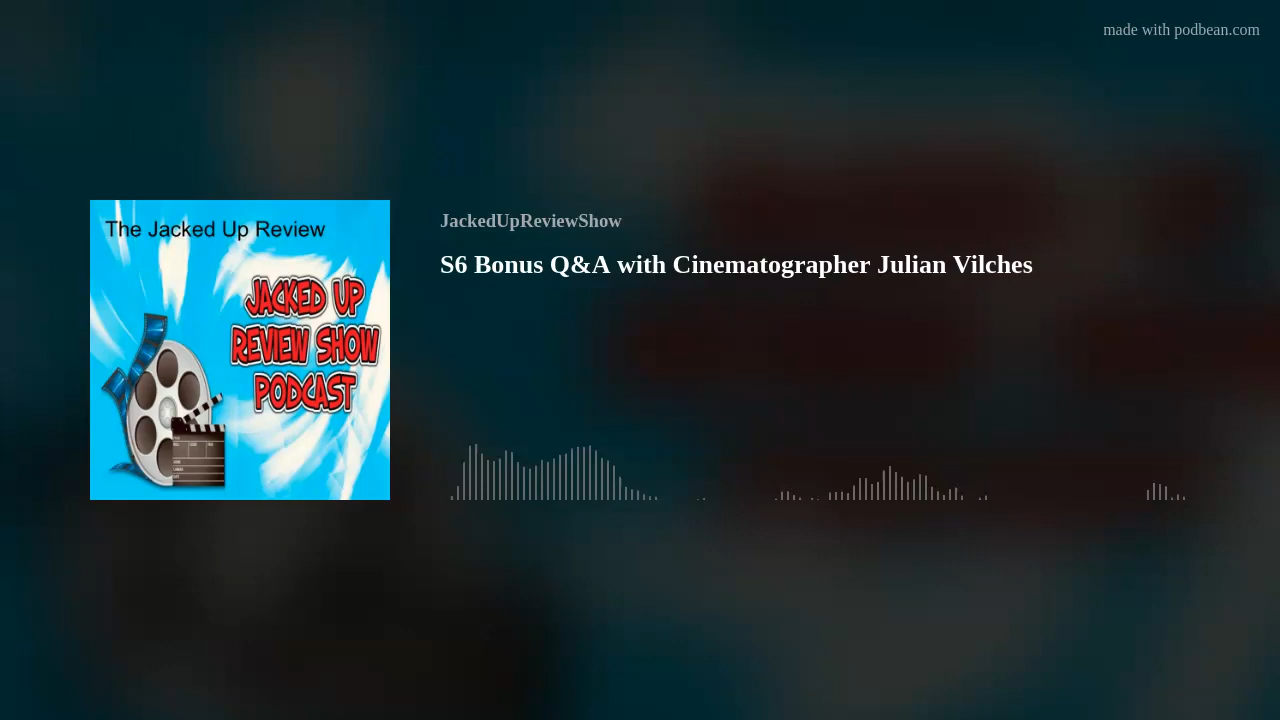 made with podbean.com
The Jacked Up Review
JACKED UP
REVIEW SHOW
PODCAST
JackedUpReviewShow
S6 Bonus Q&A with Cinematographer Julian Vilches